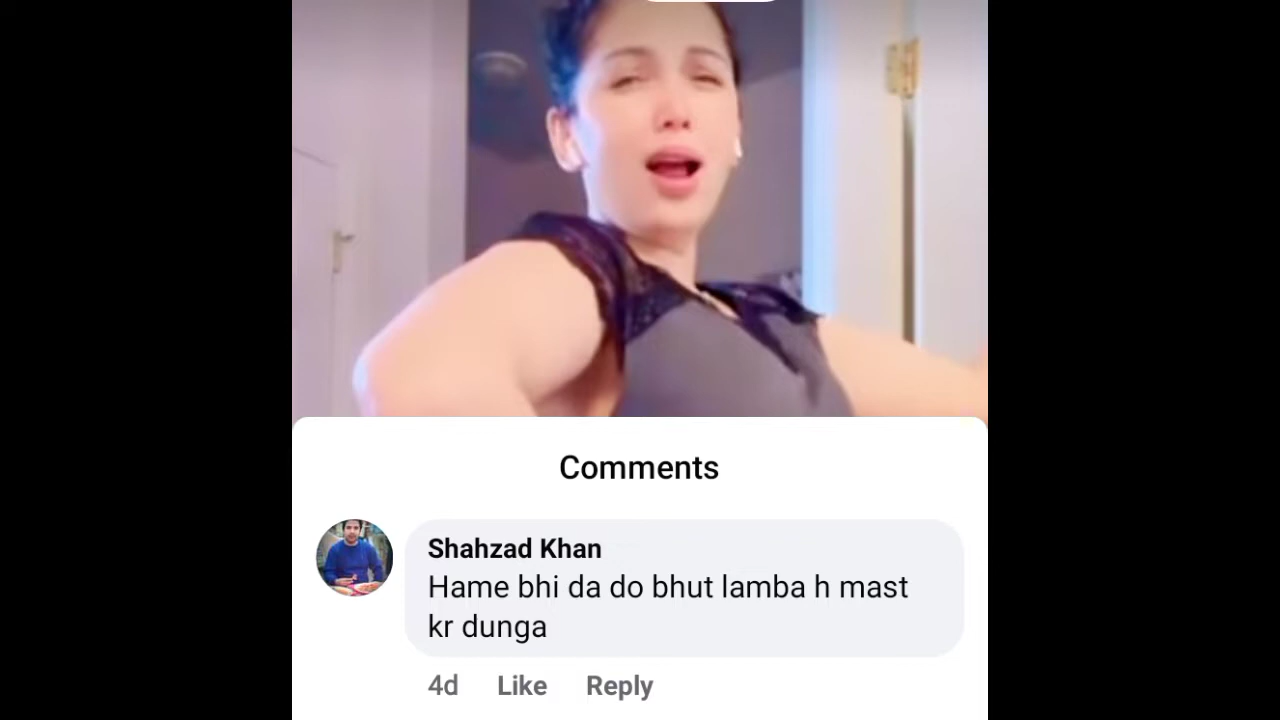 Comments
Shahzad Khan
Hame bhi da do bhut lamba h mast
kr dunga
4d Like Reply